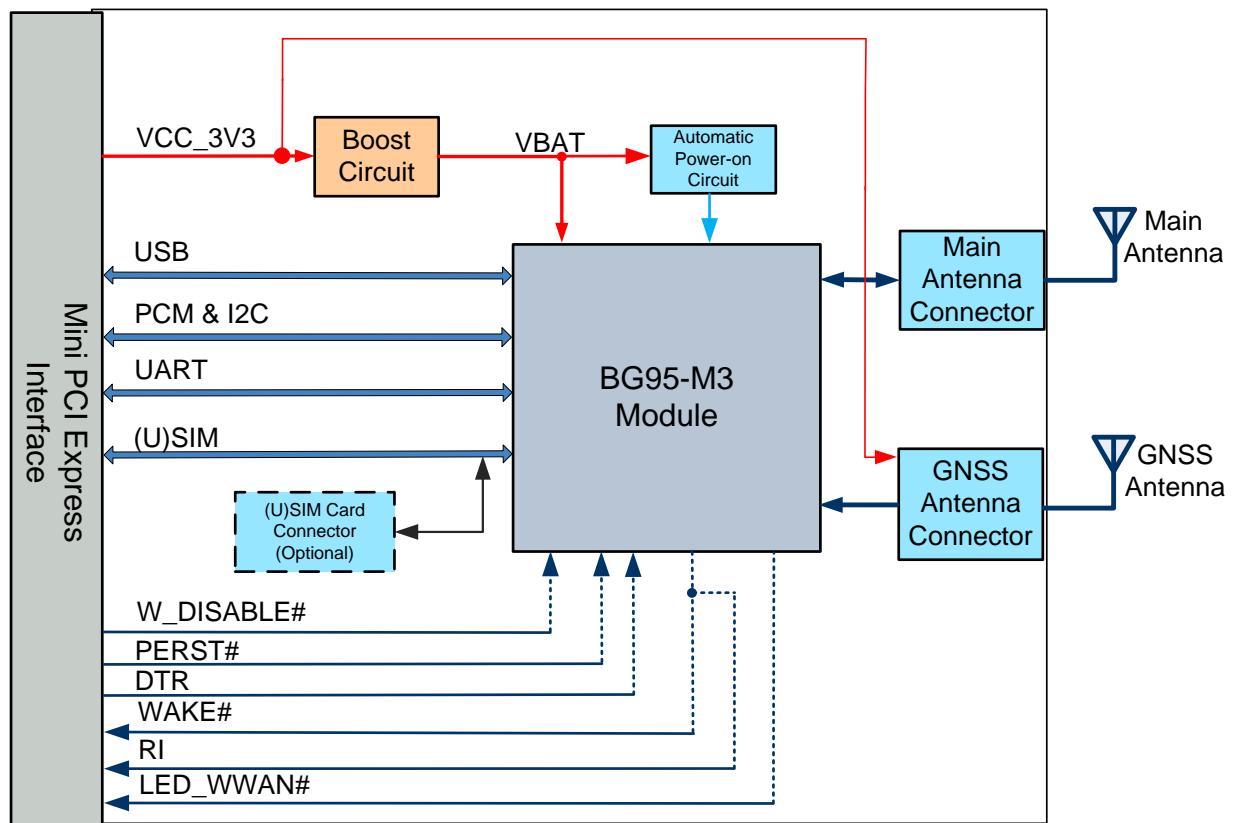 VCC_3V3
Boost
Circuit
VBAT
Automatic
Power-on
Circuit
Main
Antenna
Main
Antenna
Connector
USB
PCM & I2C
UART
(U)SIM
Mini PCI Express
Interface
BG95-M3
Module
GNSS
Antenna
Connector
GNSS
Antenna
(U)SIM Card
Connector
(Optional)
W_DISABLE#
PERST#
DTR
WAKE#
RI
LED_WWAN#